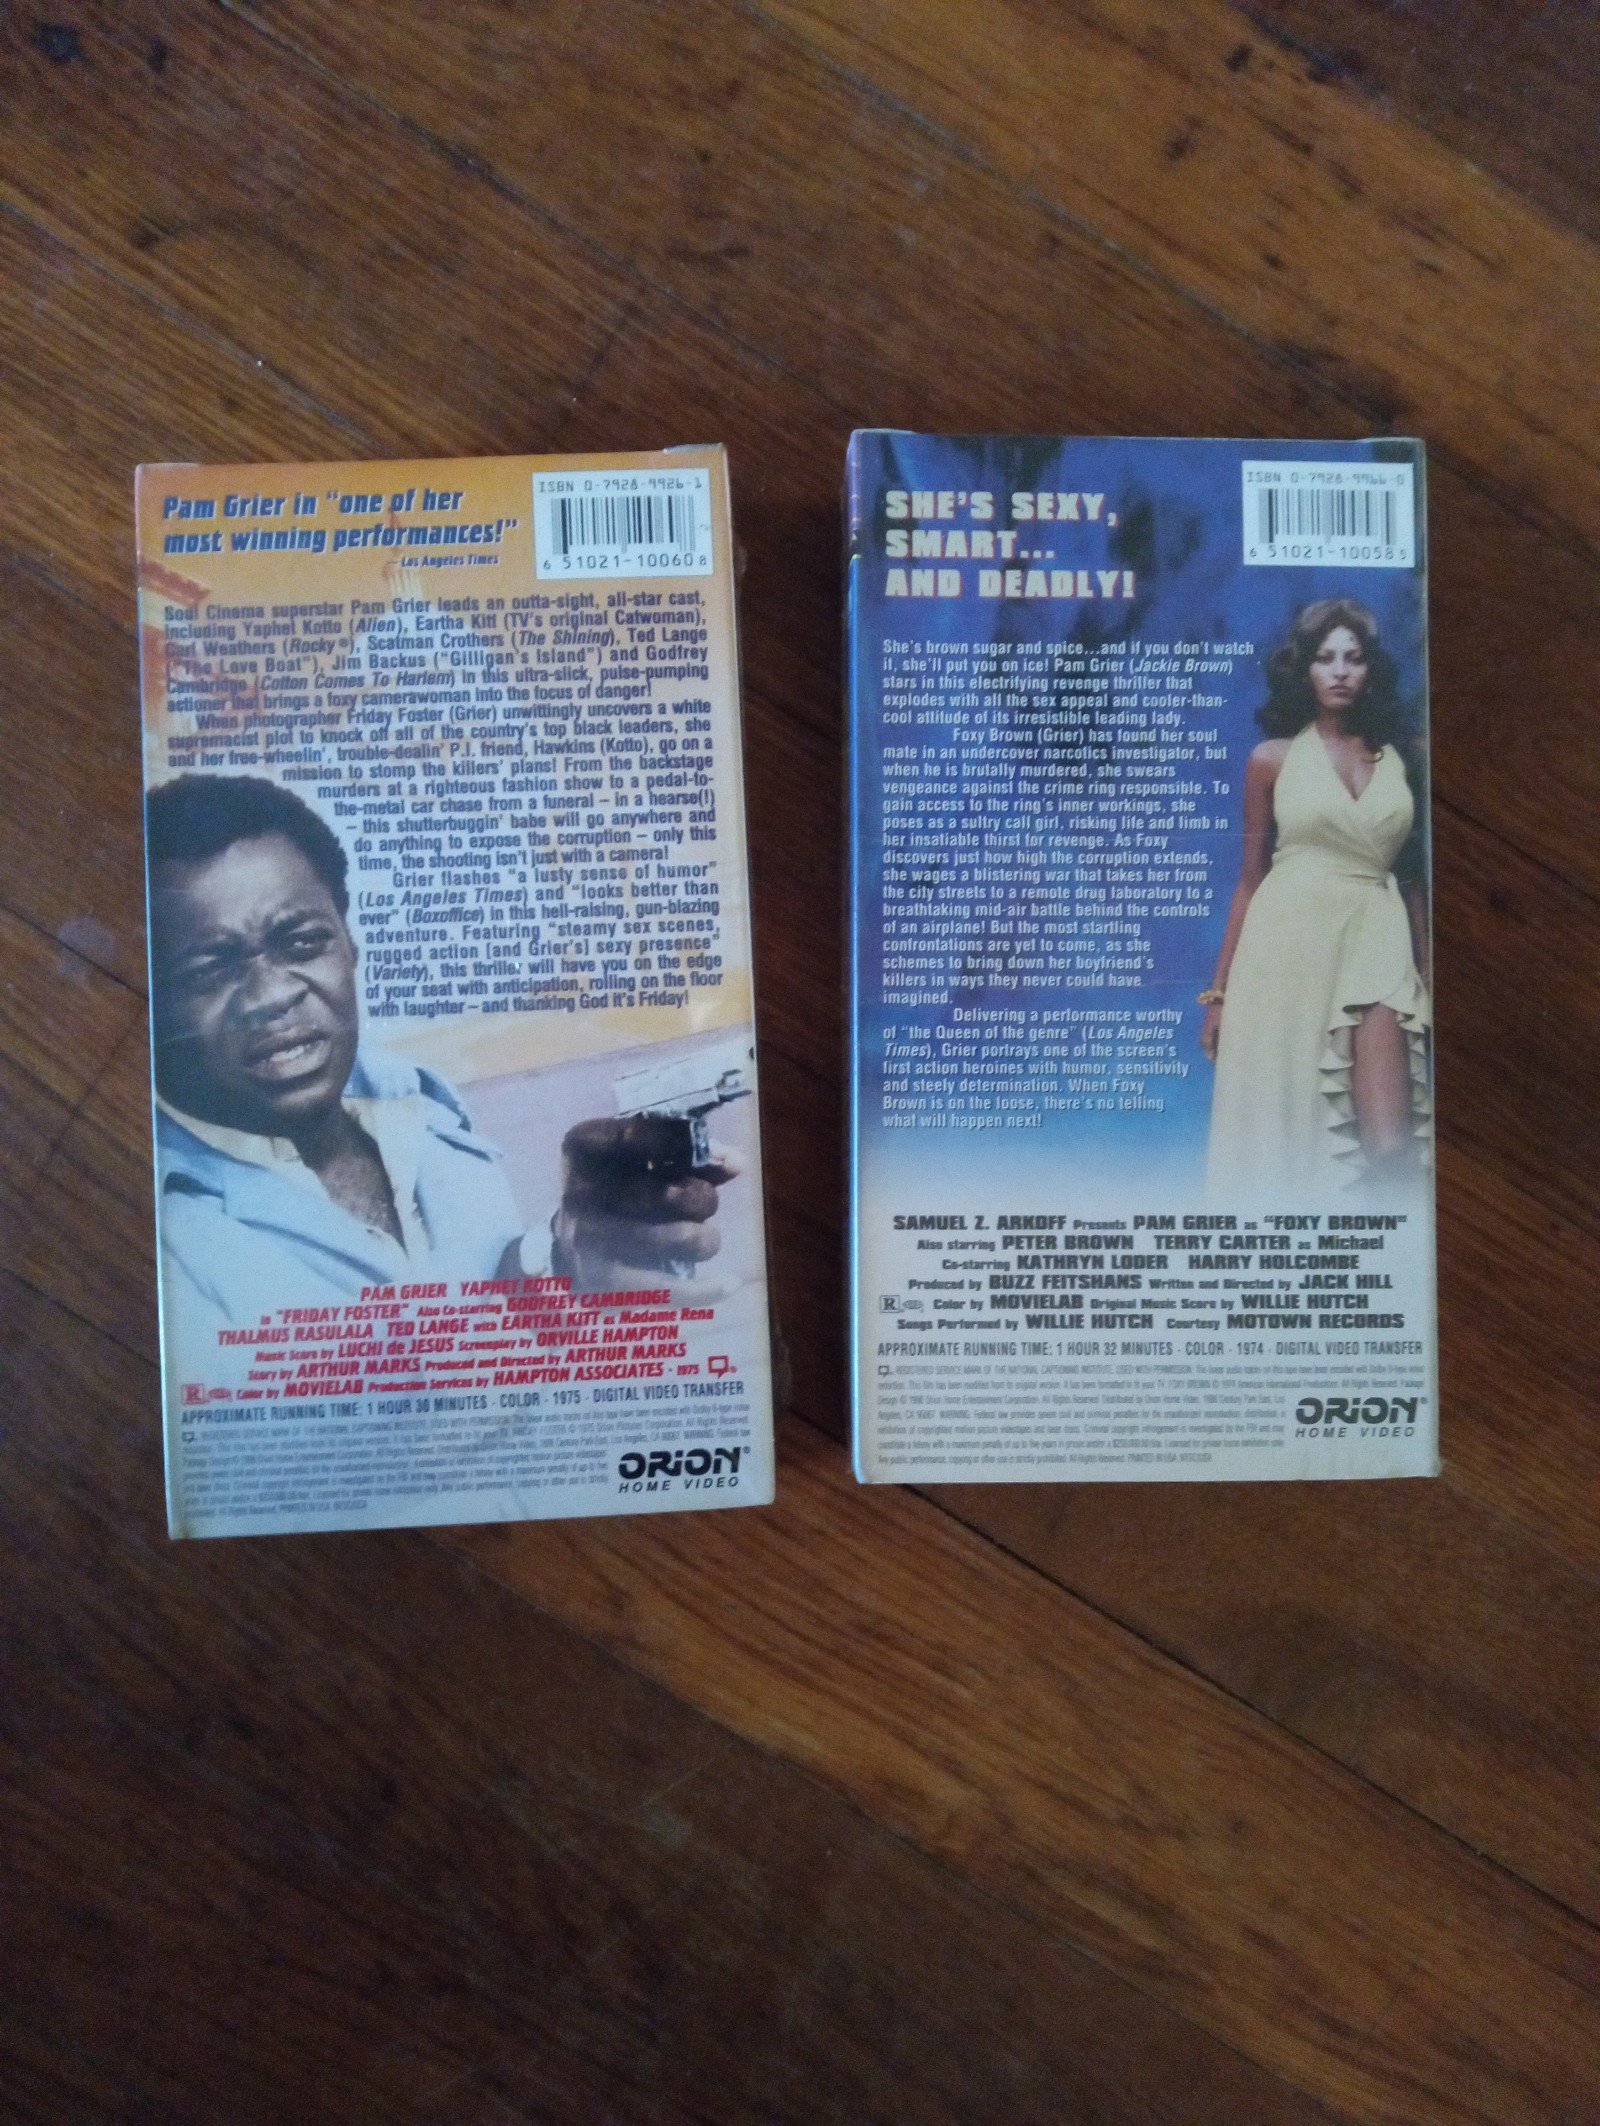 Pam Grier in "one of her
most winning performances!"
– Los Angeles Times
ISBN 0-7928-9926-1
6 51021-10060 8
Soul Cinema superstar Pam Grier leads an outta-sight, all-star cast,
including Yaphet Kotto (Alien), Eartha Kitt (TV's original Catwoman),
Carl Weathers (Rocky®), Scatman Crothers (The Shining), Ted Lange
("The Love Boat"), Jim Backus ("Gilligan's Island") and Godfrey
Cambridge (Cotton Comes To Harlem) in this ultra-slick, pulse-pumping
actioner that brings a foxy camerawoman into the focus of danger!
When photographer Friday Foster (Grier) unwittingly uncovers a white
supremacist plot to knock off all of the country's top black leaders, she
and her free-wheelin', trouble-dealin' P.I. friend, Hawkins (Kotto), go on a
mission to stomp the killers' plans! From the backstage
murders at a righteous fashion show to a pedal-to-
the-metal car chase from a funeral – in a hearse(!)
– this shutterbuggin' babe will go anywhere and
do anything to expose the corruption – only this
time, the shooting isn't just with a camera!
Grier flashes "a lusty sense of humor"
(Los Angeles Times) and "looks better than
ever" (Boxoffice) in this hell-raising, gun-blazing
adventure. Featuring "steamy sex scenes,
rugged action [and Grier's] sexy presence"
(Variety), this thriller will have you on the edge
of your seat with anticipation, rolling on the floor
with laughter – and thanking God it's Friday!
PAM GRIER YAPHET KOTTO
in "FRIDAY FOSTER" Also Co-starring GODFREY CAMBRIDGE
THALMUS RASULALA TED LANGE with EARTHA KITT as Madame Rena
Music Score by LUCHI de JESUS Screenplay by ORVILLE HAMPTON
Story by ARTHUR MARKS Produced and Directed by ARTHUR MARKS
R Color by MOVIELAB Production Services by HAMPTON ASSOCIATES · 1975
APPROXIMATE RUNNING TIME: 1 HOUR 30 MINUTES · COLOR · 1975 · DIGITAL VIDEO TRANSFER
ORION®
HOME VIDEO
SHE'S SEXY,
SMART...
AND DEADLY!
ISBN 0-7928-9966-0
6 51021-10058 5
She's brown sugar and spice...and if you don't watch
it, she'll put you on ice! Pam Grier (Jackie Brown)
stars in this electrifying revenge thriller that
explodes with all the sex appeal and cooler-than-
cool attitude of its irresistible leading lady.
Foxy Brown (Grier) has found her soul
mate in an undercover narcotics investigator, but
when he is brutally murdered, she swears
vengeance against the crime ring responsible. To
gain access to the ring's inner workings, she
poses as a sultry call girl, risking life and limb in
her insatiable thirst for revenge. As Foxy
discovers just how high the corruption extends,
she wages a blistering war that takes her from
the city streets to a remote drug laboratory to a
breathtaking mid-air battle behind the controls
of an airplane! But the most startling
confrontations are yet to come, as she
schemes to bring down her boyfriend's
killers in ways they never could have
imagined.
Delivering a performance worthy
of "the Queen of the genre" (Los Angeles
Times), Grier portrays one of the screen's
first action heroines with humor, sensitivity
and steely determination. When Foxy
Brown is on the loose, there's no telling
what will happen next!
SAMUEL Z. ARKOFF Presents PAM GRIER as "FOXY BROWN"
Also starring PETER BROWN TERRY CARTER as Michael
Co-starring KATHRYN LODER HARRY HOLCOMBE
Produced by BUZZ FEITSHANS Written and Directed by JACK HILL
R Color by MOVIELAB Original Music Score by WILLIE HUTCH
Songs Performed by WILLIE HUTCH Courtesy MOTOWN RECORDS
APPROXIMATE RUNNING TIME: 1 HOUR 32 MINUTES · COLOR · 1974 · DIGITAL VIDEO TRANSFER
ORION®
HOME VIDEO